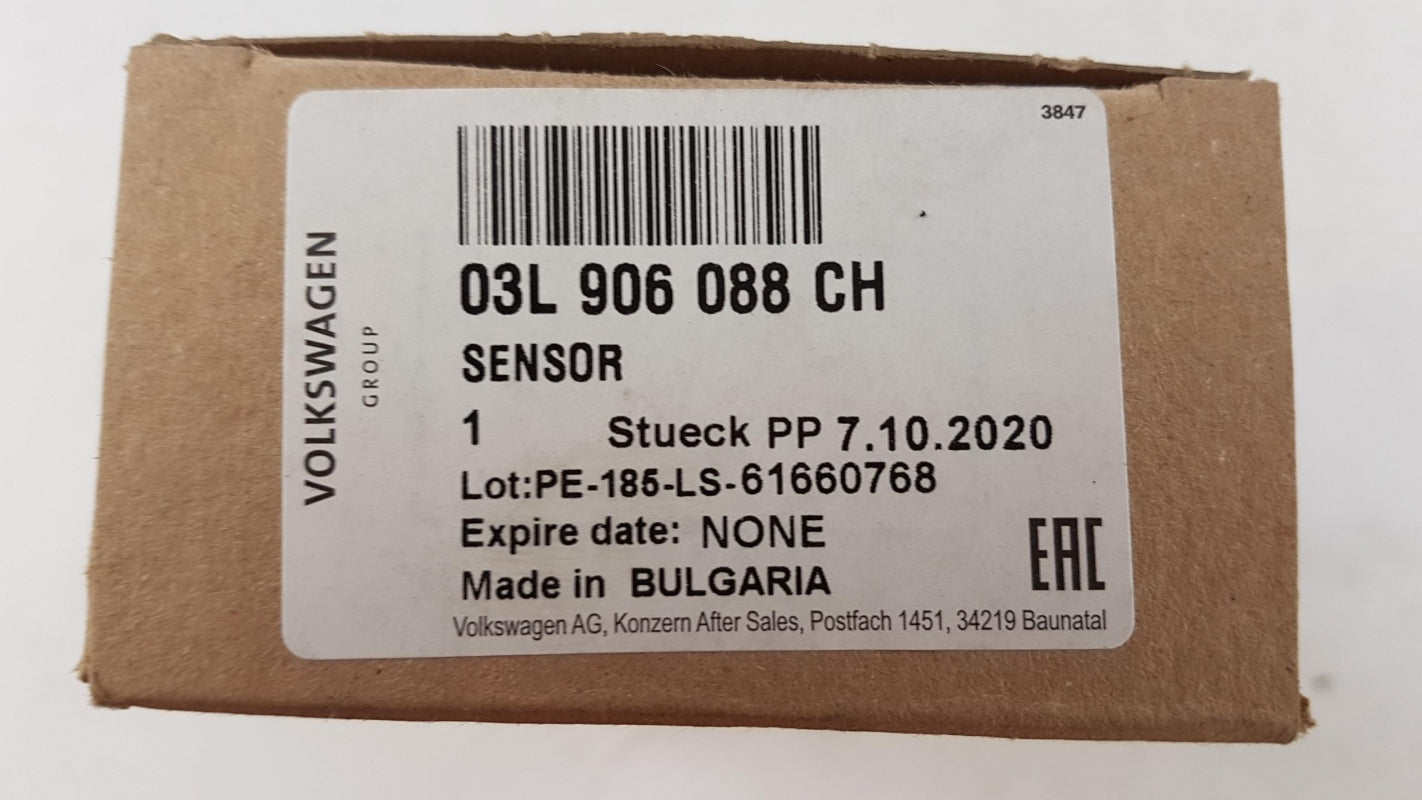 3847
VOLKSWAGEN
GROUP
03L 906 088 CH
SENSOR
1 Stueck PP 7.10.2020
Lot:PE-185-LS-61660768
Expire date: NONE
Made in BULGARIA
EAC
Volkswagen AG, Konzern After Sales, Postfach 1451, 34219 Baunatal